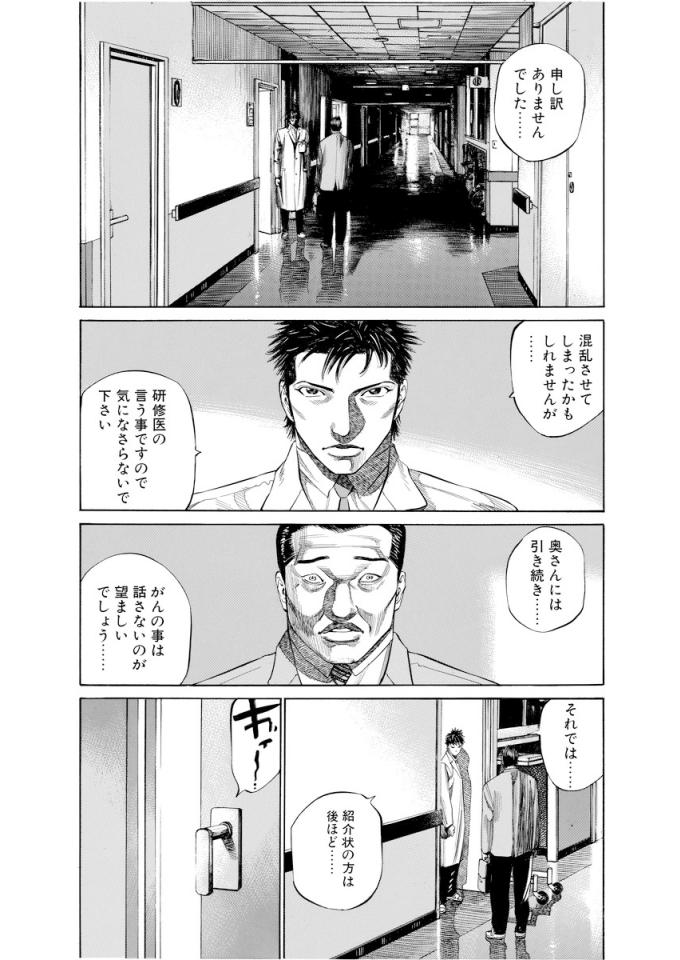 申し訳
ありません
でした……
混乱させて
しまったかも
しれませんが
……
研修医の
言う事ですので
気になさらないで
下さい
奥さんには
引き続き……
がんの事は
話さないのが
望ましい
でしょう……
それでは……
紹介状の方は
後ほど……